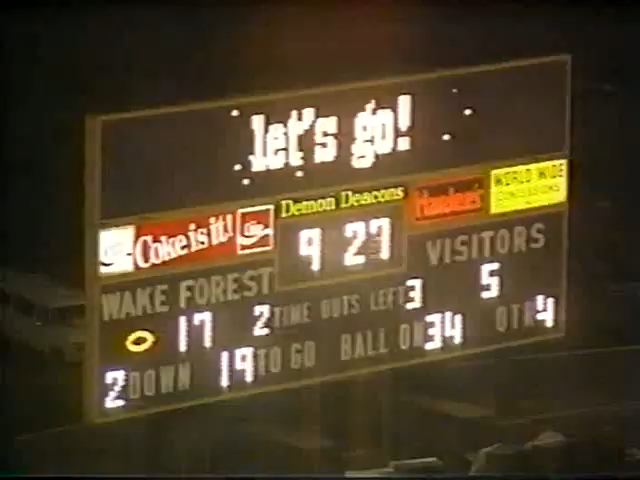 let's go!
Demon Deacons
Coke is it! Coke
WORLD WIDE
9 27
WAKE FOREST
VISITORS
17 2 TIME OUTS LEFT 3 5
2 DOWN 19 TO GO BALL ON 34 QTR 4